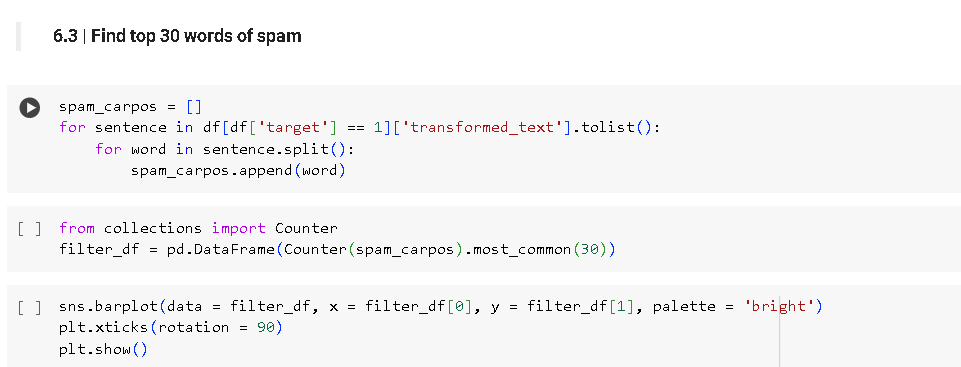 6.3 | Find top 30 words of spam
spam_carpos = []
for sentence in df[df['target'] == 1]['transformed_text'].tolist():
    for word in sentence.split():
        spam_carpos.append(word)
[ ] from collections import Counter
filter_df = pd.DataFrame(Counter(spam_carpos).most_common(30))
[ ] sns.barplot(data = filter_df, x = filter_df[0], y = filter_df[1], palette = 'bright')
plt.xticks(rotation = 90)
plt.show()